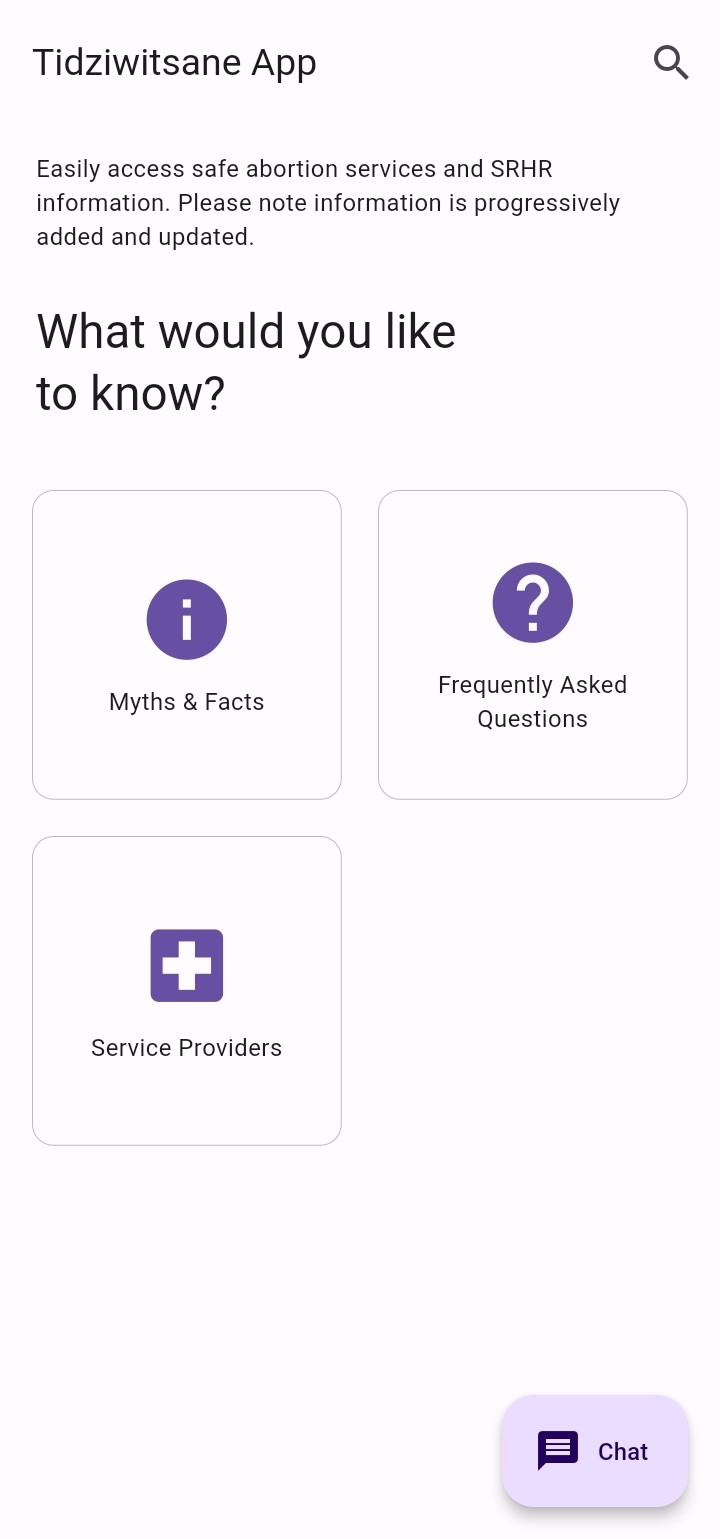 Tidziwitsane App
Easily access safe abortion services and SRHR
information. Please note information is progressively
added and updated.
What would you like
to know?
Myths & Facts
Frequently Asked
Questions
Service Providers
Chat